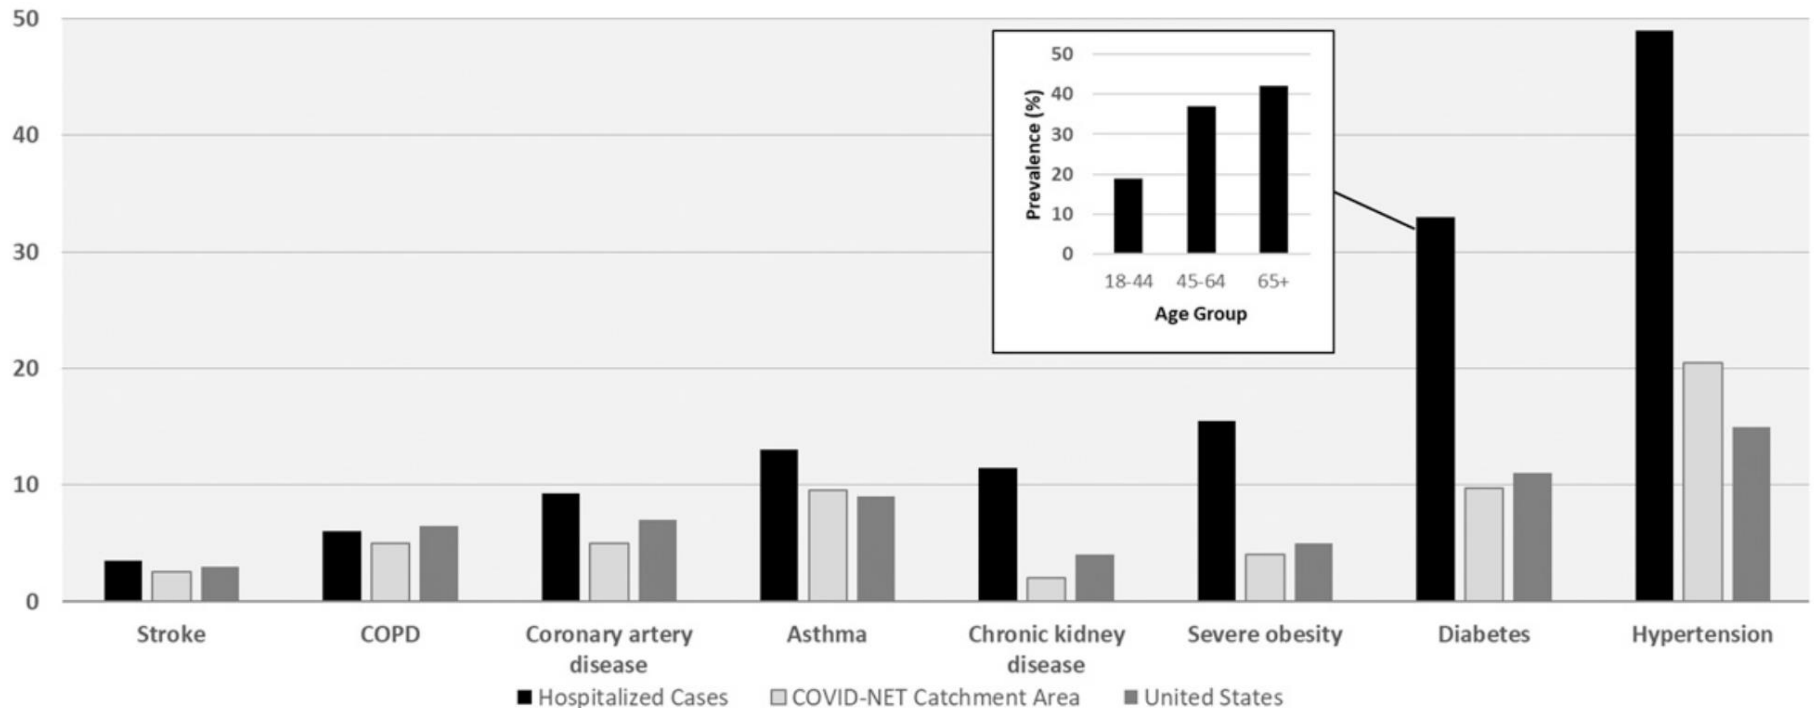 50
40
30
20
10
0
50
40
30
20
10
0
Prevalence (%)
18-44 45-64 65+
Age Group
Stroke COPD Coronary artery Asthma Chronic kidney Severe obesity Diabetes Hypertension
disease disease
Hospitalized Cases COVID-NET Catchment Area United States